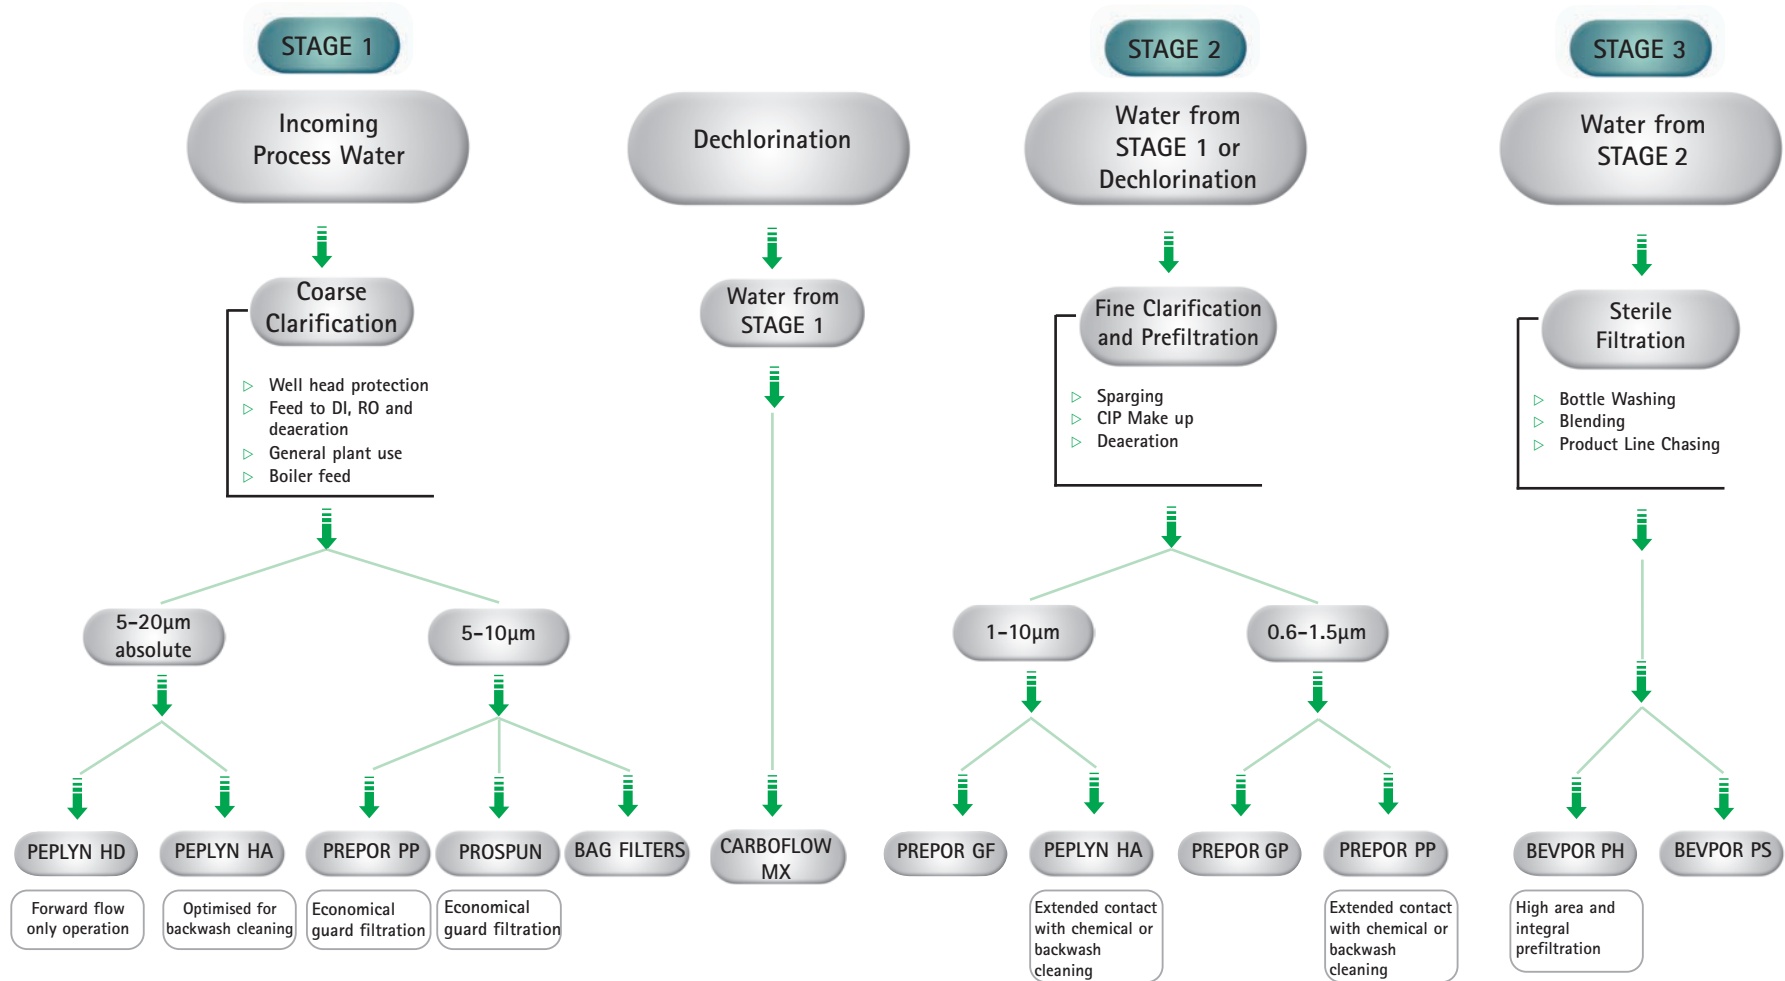 STAGE 1
Incoming
Process Water
Coarse
Clarification
Well head protection
Feed to DI, RO and
deaeration
General plant use
Boiler feed
5-20µm
absolute
5-10µm
PEPLYN HD
Forward flow
only operation
PEPLYN HA
Optimised for
backwash cleaning
PREPOR PP
Economical
guard filtration
PROSPUN
Economical
guard filtration
BAG FILTERS
Dechlorination
Water from
STAGE 1
CARBOFLOW
MX
STAGE 2
Water from
STAGE 1 or
Dechlorination
Fine Clarification
and Prefiltration
Sparging
CIP Make up
Deaeration
1-10µm
0.6-1.5µm
PREPOR GF
PEPLYN HA
Extended contact
with chemical or
backwash
cleaning
PREPOR GP
PREPOR PP
Extended contact
with chemical or
backwash
cleaning
STAGE 3
Water from
STAGE 2
Sterile
Filtration
Bottle Washing
Blending
Product Line Chasing
BEVPOR PH
High area and
integral
prefiltration
BEVPOR PS